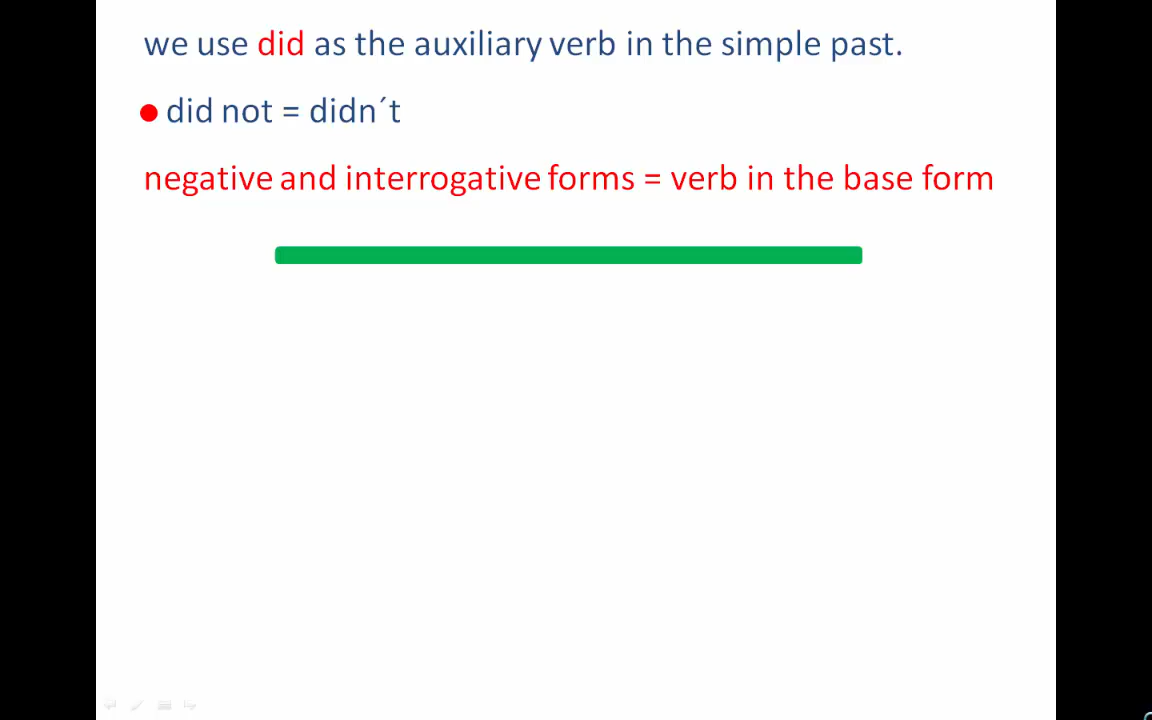 we use did as the auxiliary verb in the simple past.
did not = didn´t
negative and interrogative forms = verb in the base form